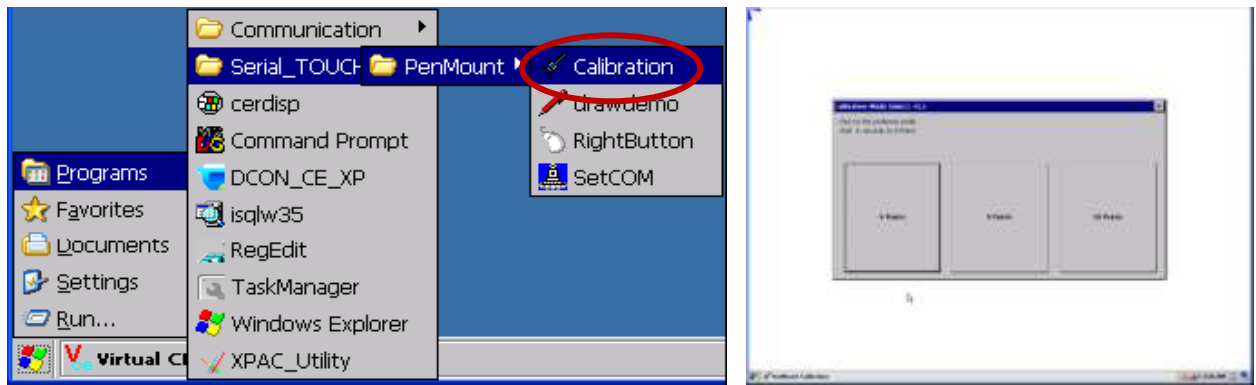 Communication
Serial_TOUCH
PenMount
Calibration
cerdisp
drawdemo
Command Prompt
RightButton
Programs
DCON_CE_XP
SetCOM
Favorites
isqlw35
Documents
RegEdit
Settings
TaskManager
Run...
Windows Explorer
Virtual C
XPAC_Utility